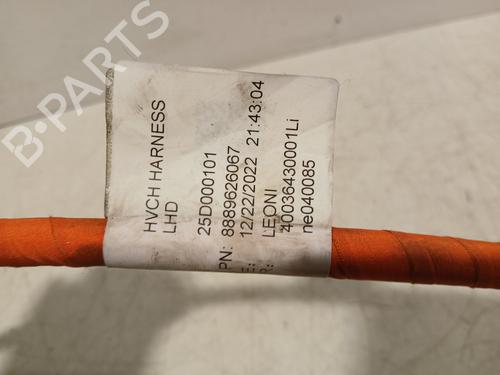 B-PARTS
HVCH HARNESS
LHD
25D000101
PN: 8889626067
E: 12/22/2022 21:43:04
R: LEONI
40036430001Li
ne040085